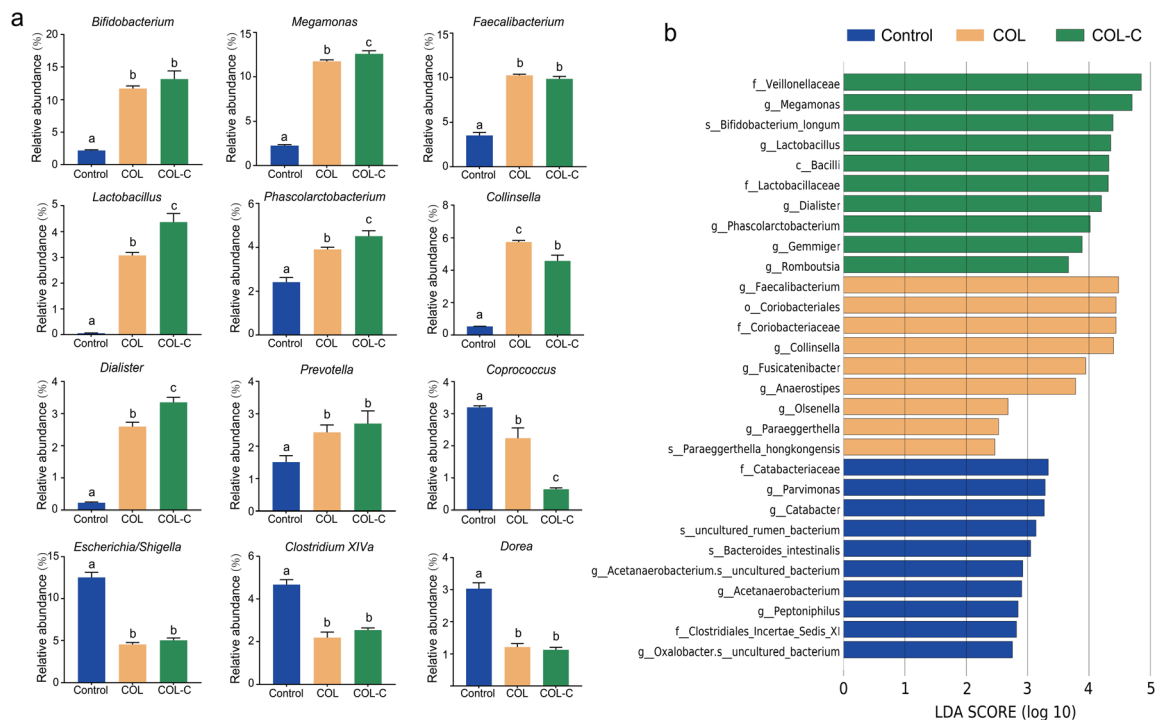 a
Bifidobacterium
Relative abundance (%)
20
15
10
5
0
a
b
b
Control COL COL-C
Megamonas
Relative abundance (%)
15
10
5
0
a
b
c
Control COL COL-C
Faecalibacterium
Relative abundance (%)
15
10
5
0
a
b
b
Control COL COL-C
Lactobacillus
Relative abundance (%)
5
4
3
2
1
0
a
b
c
Control COL COL-C
Phascolarctobacterium
Relative abundance (%)
6
4
2
0
a
b
c
Control COL COL-C
Collinsella
Relative abundance (%)
8
6
4
2
0
a
c
b
Control COL COL-C
Dialister
Relative abundance (%)
4
3
2
1
0
a
b
c
Control COL COL-C
Prevotella
Relative abundance (%)
4
3
2
1
0
a
b
b
Control COL COL-C
Coprococcus
Relative abundance (%)
4
3
2
1
0
a
b
c
Control COL COL-C
Escherichia/Shigella
Relative abundance (%)
15
10
5
0
a
b
b
Control COL COL-C
Clostridium XIVa
Relative abundance (%)
6
4
2
0
a
b
b
Control COL COL-C
Dorea
Relative abundance (%)
4
3
2
1
a
b
b
Control COL COL-C
b
Control COL COL-C
f__Veillonellaceae
g__Megamonas
s__Bifidobacterium_longum
g__Lactobacillus
c__Bacilli
f__Lactobacillaceae
g__Dialister
g__Phascolarctobacterium
g__Gemmiger
g__Romboutsia
g__Faecalibacterium
o__Coriobacteriales
f__Coriobacteriaceae
g__Collinsella
g__Fusicatenibacter
g__Anaerostipes
g__Olsenella
g__Paraeggerthella
s__Paraeggerthella_hongkongensis
f__Catabacteriaceae
g__Parvimonas
g__Catabacter
s__uncultured_rumen_bacterium
s__Bacteroides_intestinalis
g__Acetanaerobacterium.s__uncultured_bacterium
g__Acetanaerobacterium
g__Peptoniphilus
f__Clostridiales_Incertae_Sedis_XI
g__Oxalobacter.s__uncultured_bacterium
0 1 2 3 4 5
LDA SCORE (log 10)